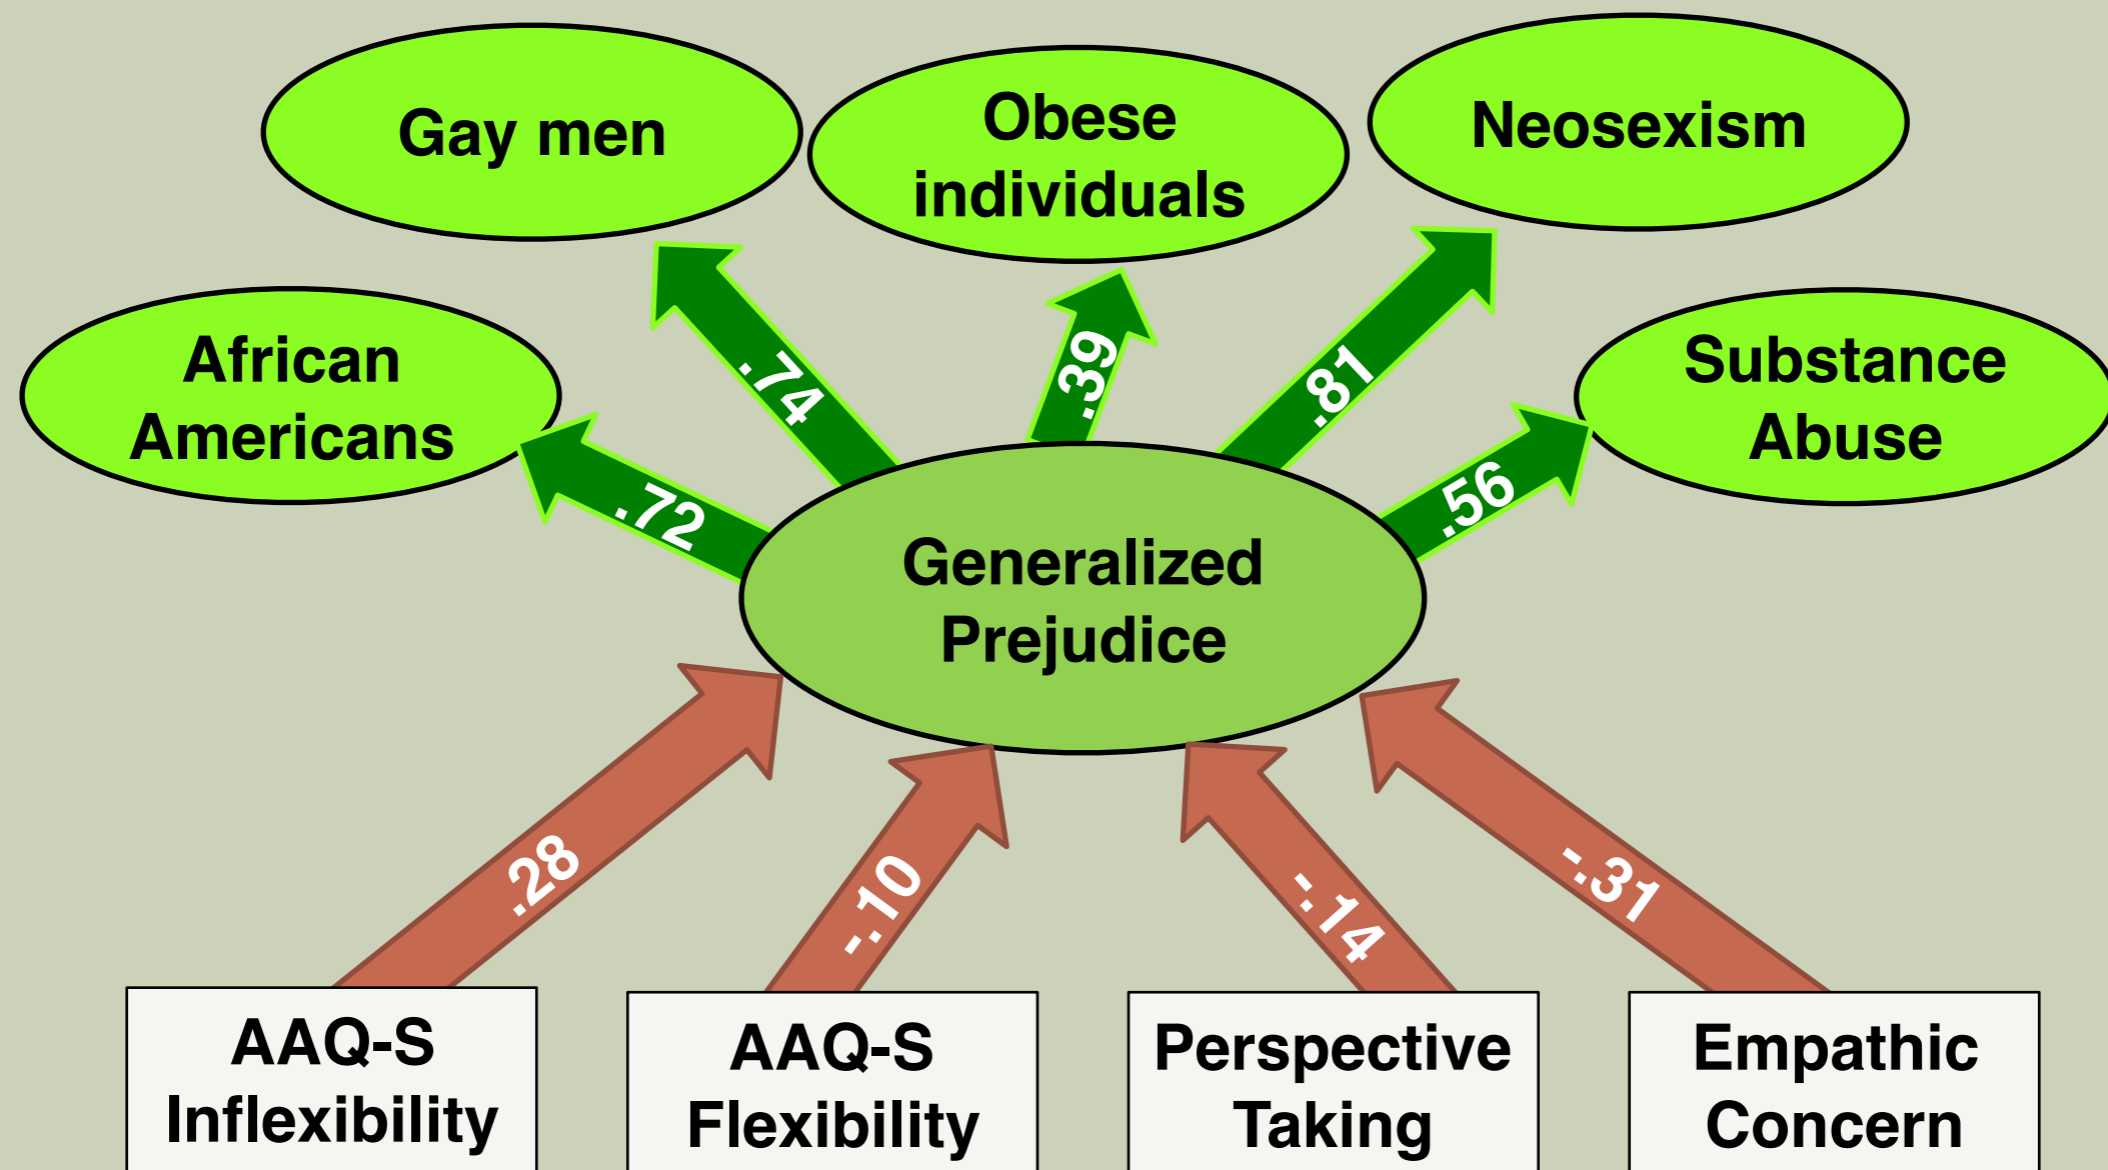 Gay men
Obese
individuals
Neosexism
African
Americans
Substance
Abuse
.74
.39
.81
.72
.56
Generalized
Prejudice
.28
-.10
-.14
-.31
AAQ-S
Inflexibility
AAQ-S
Flexibility
Perspective
Taking
Empathic
Concern